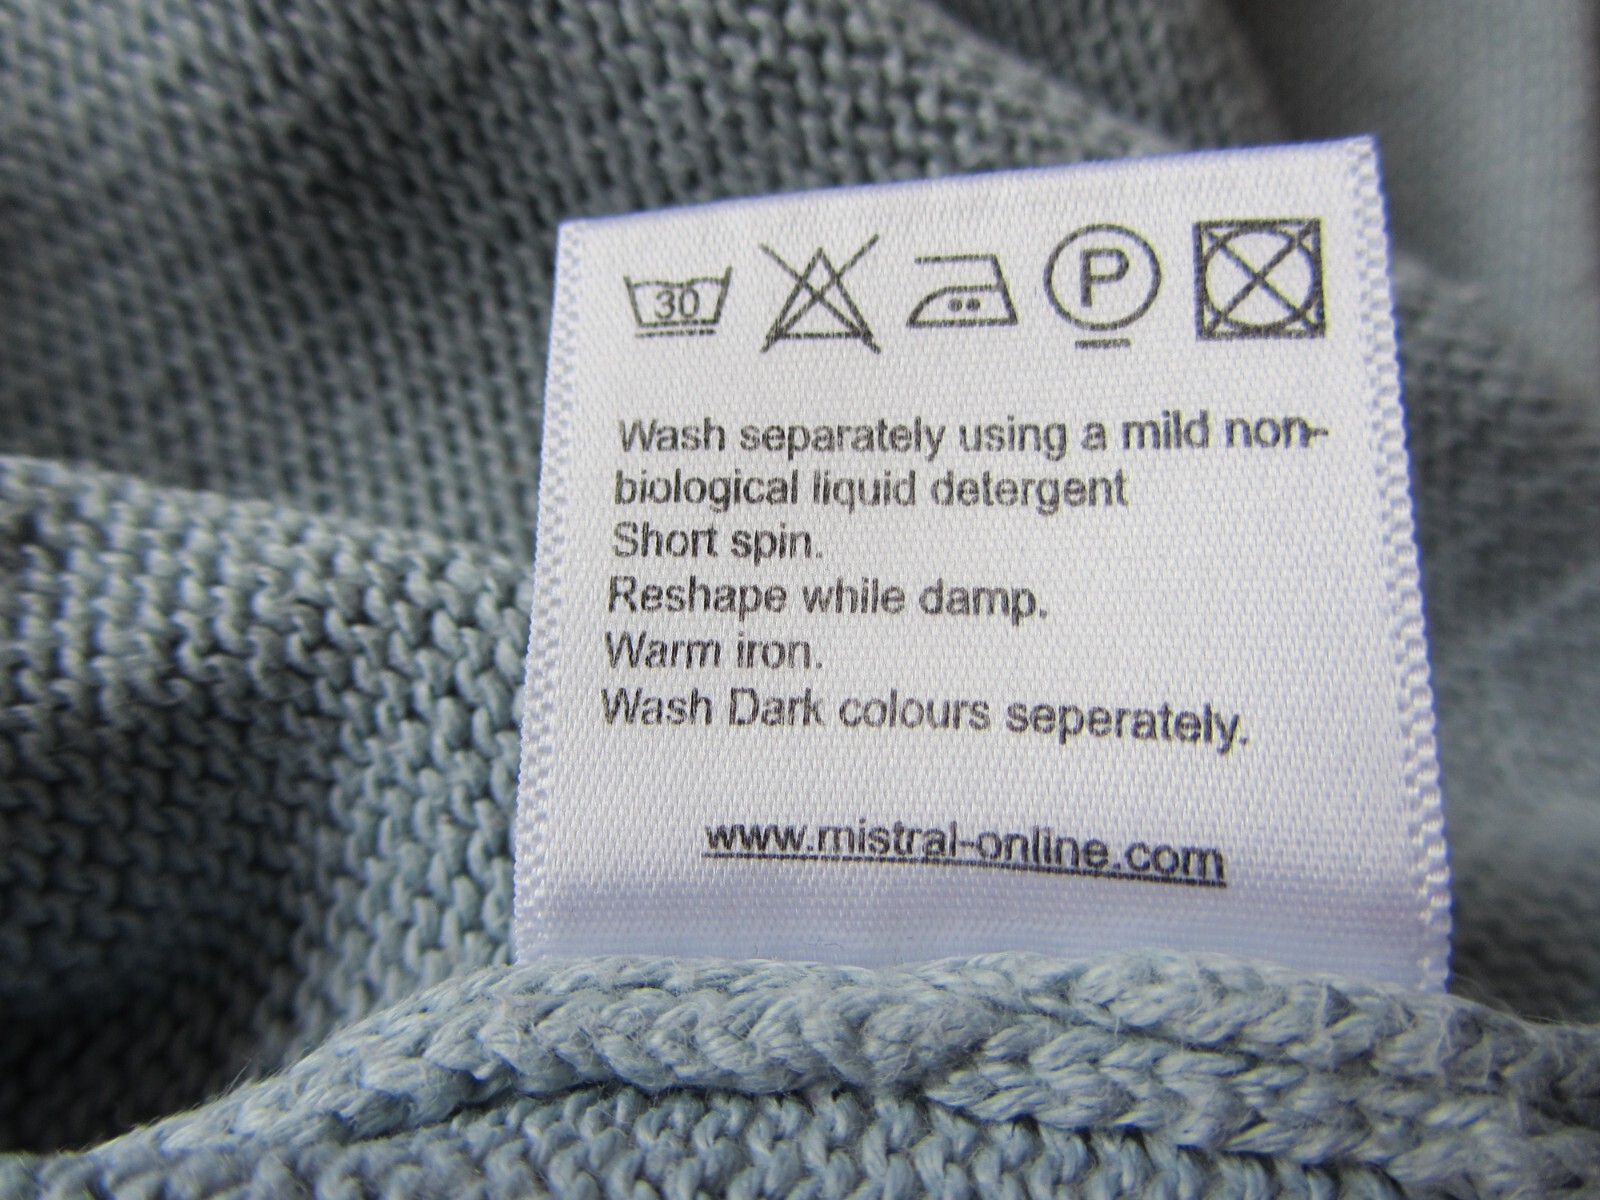 30 P
Wash separately using a mild non-
biological liquid detergent
Short spin.
Reshape while damp.
Warm iron.
Wash Dark colours seperately.
www.mistral-online.com